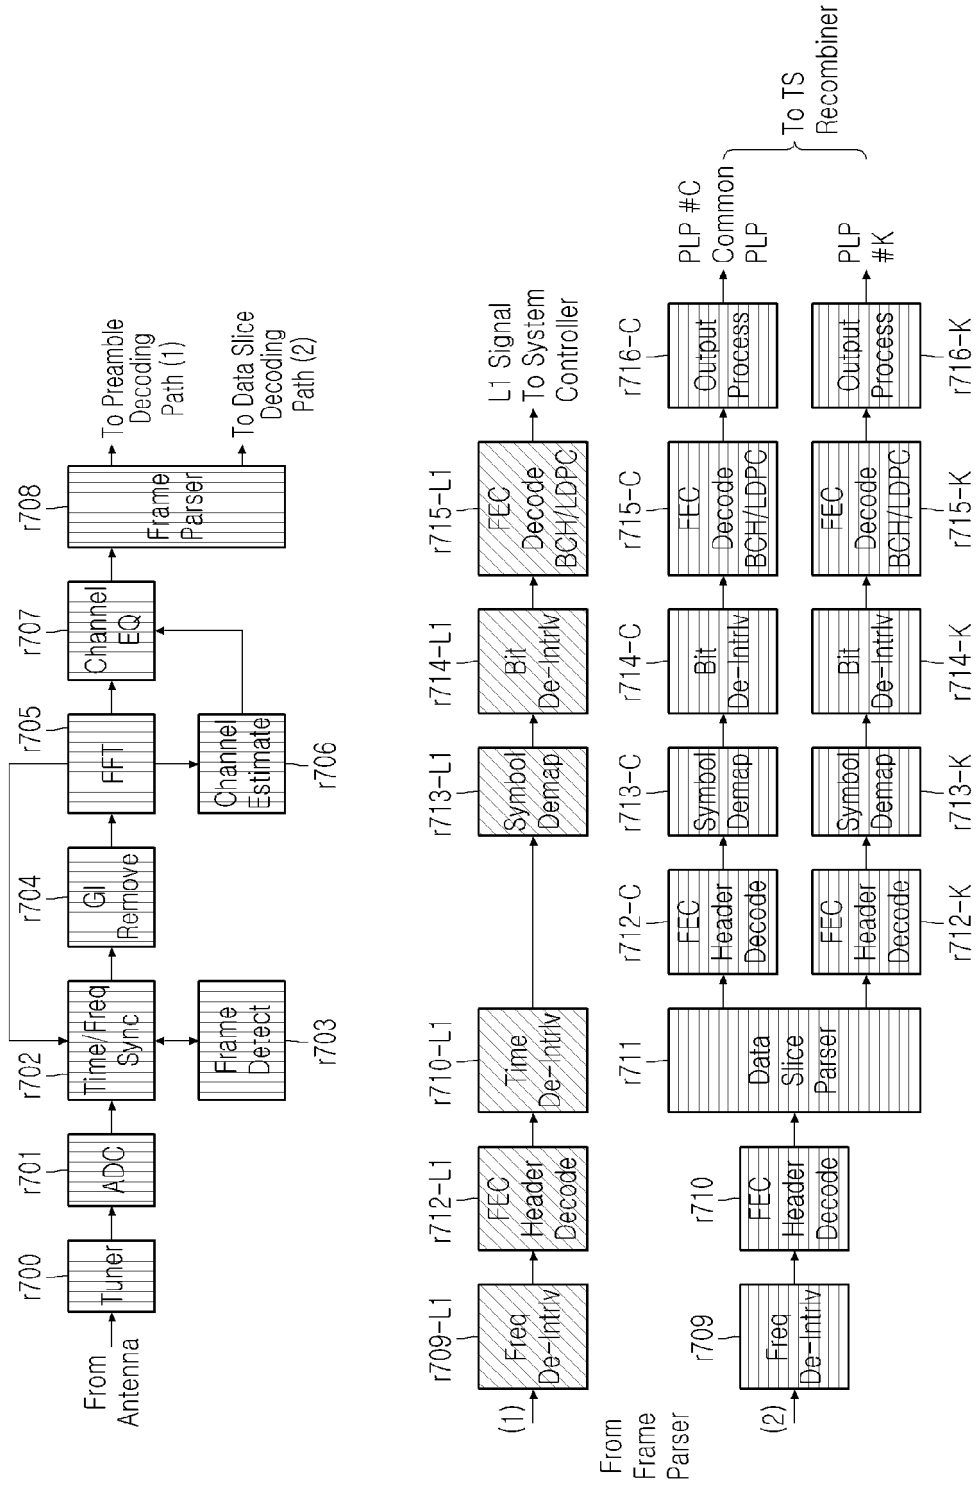 From
Antenna
r700
Tuner
r701
ADC
r702
Time/Freq
Sync
r703
Frame
Detect
r704
GI
Remove
r705
FFT
r706
Channel
Estimate
r707
Channel
EQ
r708
Frame
Parser
To Preamble
Decoding
Path (1)
To Data Slice
Decoding
Path (2)
From
Frame
Parser
(1)
r709-L1
Freq
De-Intrlv
r712-L1
FEC
Header
Decode
r710-L1
Time
De-Intrlv
r713-L1
Symbol
Demap
r714-L1
Bit
De-Intrlv
r715-L1
FEC
Decode
BCH/LDPC
L1 Signal
To System
Controller
(2)
r709
Freq
De-Intrlv
r710
FEC
Header
Decode
r711
Data
Slice
Parser
r712-C
FEC
Header
Decode
r713-C
Symbol
Demap
r714-C
Bit
De-Intrlv
r715-C
FEC
Decode
BCH/LDPC
r716-C
Output
Process
PLP #C
Common
PLP
r712-K
FEC
Header
Decode
r713-K
Symbol
Demap
r714-K
Bit
De-Intrlv
r715-K
FEC
Decode
BCH/LDPC
r716-K
Output
Process
PLP
#K
To TS
Recombiner